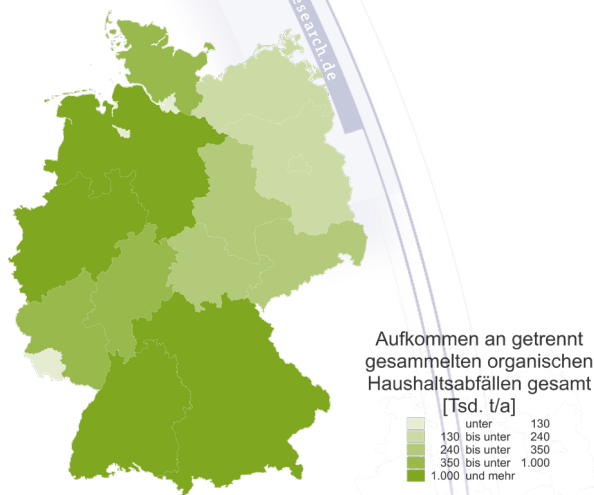 esearch.de
Aufkommen an getrennt
gesammelten organischen
Haushaltsabfällen gesamt
[Tsd. t/a]
unter 130
130 bis unter 240
240 bis unter 350
350 bis unter 1.000
1.000 und mehr